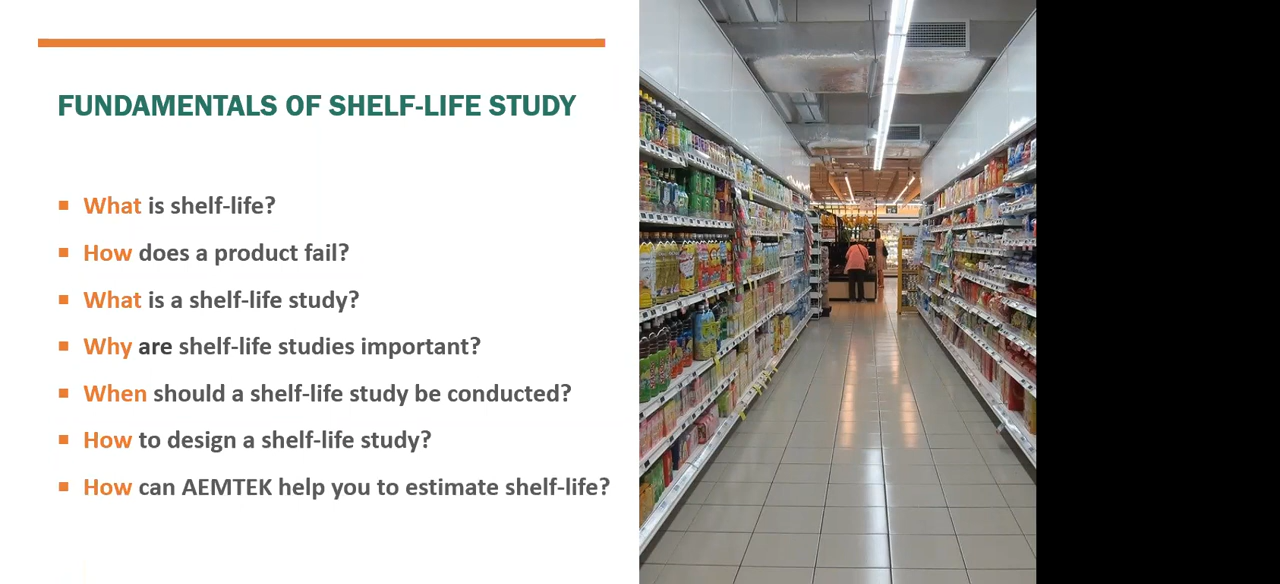 FUNDAMENTALS OF SHELF-LIFE STUDY
What is shelf-life?
How does a product fail?
What is a shelf-life study?
Why are shelf-life studies important?
When should a shelf-life study be conducted?
How to design a shelf-life study?
How can AEMTEK help you to estimate shelf-life?